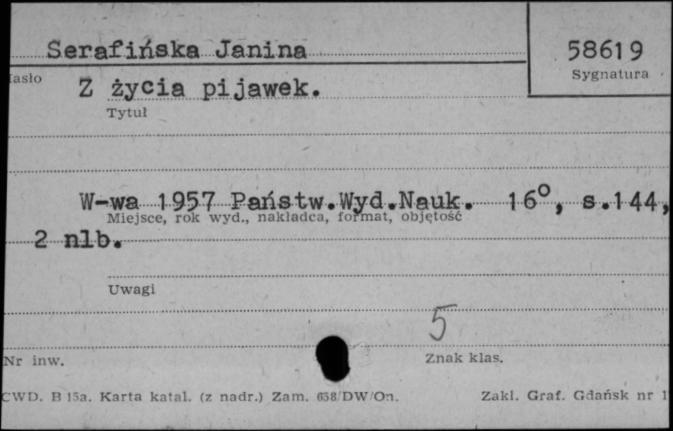 Serafińska Janina
58619
asło
Sygnatura
Z życia pijawek.
Tytuł
W-wa 1957 Państw.Wyd.Nauk. 16°, s.144,
Miejsce, rok wyd., nakładca, format, objętość
2 nlb.
Uwagi
5
Nr inw.
Znak klas.
CWD. B 15a. Karta katal. (z nadr.) Zam. 638/DW/On.
Zakl. Graf. Gdańsk nr 1